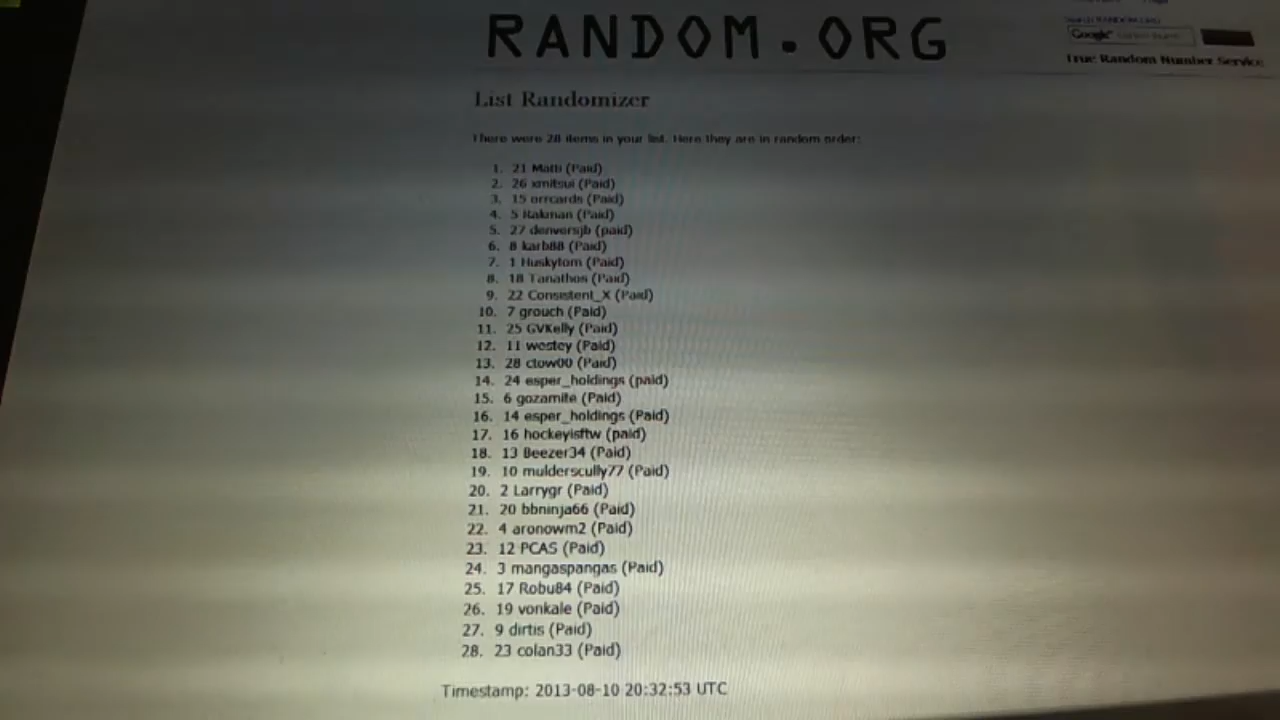 RANDOM.ORG
Search RANDOM.ORG
Google
True Random Number Service
List Randomizer
There were 28 items in your list. Here they are in random order:
1. 21 Matti (Paid)
2. 26 xmitsui (Paid)
3. 15 orrcards (Paid)
4. 5 Rakman (Paid)
5. 27 denversjb (paid)
6. 8 karb88 (Paid)
7. 1 Huskytom (Paid)
8. 18 Tanathos (Paid)
9. 22 Consistent_X (Paid)
10. 7 grouch (Paid)
11. 25 GVKelly (Paid)
12. 11 westey (Paid)
13. 28 ctow00 (Paid)
14. 24 esper_holdings (paid)
15. 6 gozamite (Paid)
16. 14 esper_holdings (Paid)
17. 16 hockeyisftw (paid)
18. 13 Beezer34 (Paid)
19. 10 mulderscully77 (Paid)
20. 2 Larrygr (Paid)
21. 20 bbninja66 (Paid)
22. 4 aronowm2 (Paid)
23. 12 PCAS (Paid)
24. 3 mangaspangas (Paid)
25. 17 Robu84 (Paid)
26. 19 vonkale (Paid)
27. 9 dirtis (Paid)
28. 23 colan33 (Paid)
Timestamp: 2013-08-10 20:32:53 UTC